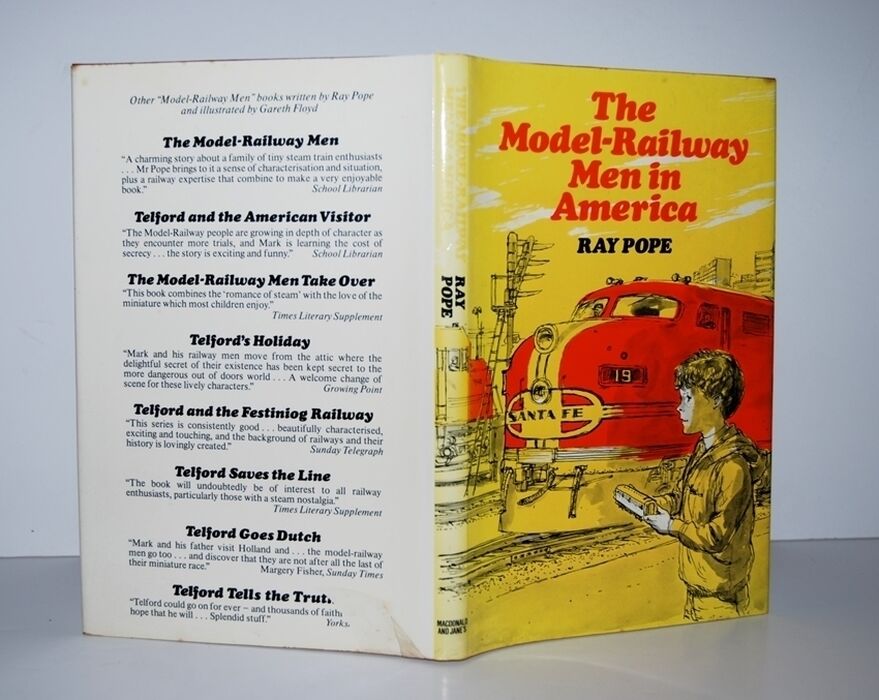 Other "Model-Railway Men" books written by Ray Pope
and illustrated by Gareth Floyd
The Model-Railway Men
"A charming story about a family of tiny steam train enthusiasts
. . . Mr Pope brings to it a sense of characterisation and situation,
plus a railway expertise that combine to make a very enjoyable
book." School Librarian
Telford and the American Visitor
"The Model-Railway people are growing in depth of character as
they encounter more trials, and Mark is learning the cost of
secrecy . . . the story is exciting and funny." School Librarian
The Model-Railway Men Take Over
"This book combines the 'romance of steam' with the love of the
miniature which most children enjoy."
Times Literary Supplement
Telford's Holiday
"Mark and his railway men move from the attic where the
delightful secret of their existence has been kept secret to the
more dangerous out of doors world . . . A welcome change of
scene for these lively characters." Growing Point
Telford and the Festiniog Railway
"This series is consistently good . . . beautifully characterised,
exciting and touching, and the background of railways and their
history is lovingly created." Sunday Telegraph
Telford Saves the Line
"The book will undoubtedly be of interest to all railway
enthusiasts, particularly those with a steam nostalgia."
Times Literary Supplement
Telford Goes Dutch
"Mark and his father visit Holland and . . . the model-railway
men go too . . . and discover that they are not after all the last of
their miniature race." Margery Fisher, Sunday Times
Telford Tells the
"Telford could go on for ever – and thousands of
hope that he will . . . Splendid stuff."
RAY
POPE
MACDONALD
AND JANE'S
The
Model-Railway
Men in
America
RAY POPE
19
SANTA FE